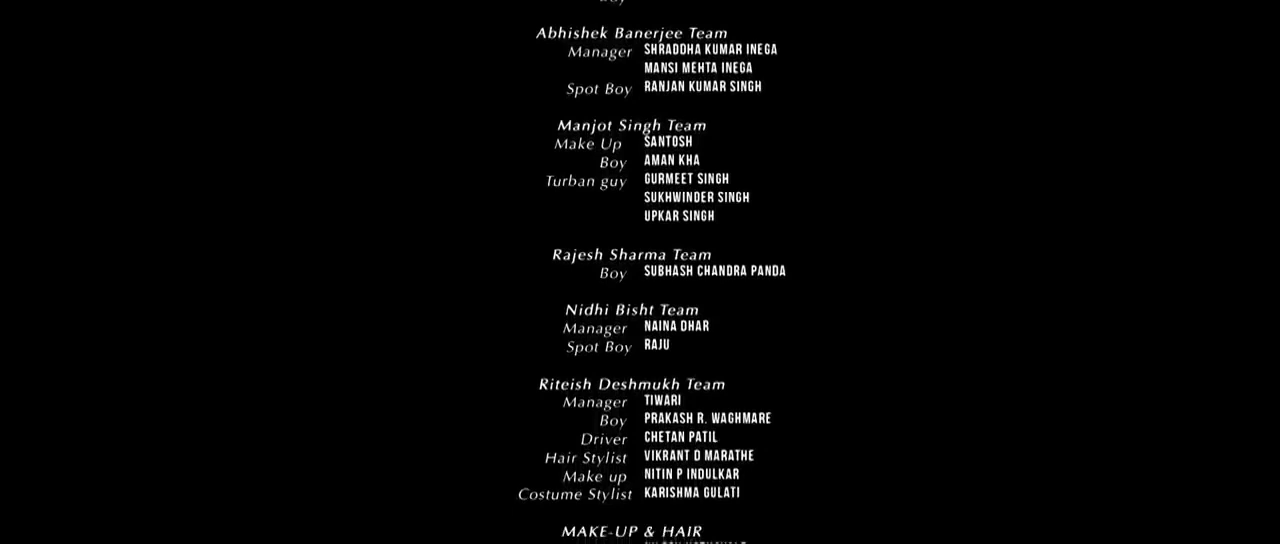 Abhishek Banerjee Team
Manager SHRADDHA KUMAR INEGA
MANSI MEHTA INEGA
Spot Boy RANJAN KUMAR SINGH
Manjot Singh Team
Make Up SANTOSH
Boy AMAN KHA
Turban guy GURMEET SINGH
SUKHWINDER SINGH
UPKAR SINGH
Rajesh Sharma Team
Boy SUBHASH CHANDRA PANDA
Nidhi Bisht Team
Manager NAINA DHAR
Spot Boy RAJU
Riteish Deshmukh Team
Manager TIWARI
Boy PRAKASH R. WAGHMARE
Driver CHETAN PATIL
Hair Stylist VIKRANT D MARATHE
Make up NITIN P INDULKAR
Costume Stylist KARISHMA GULATI
MAKE-UP & HAIR